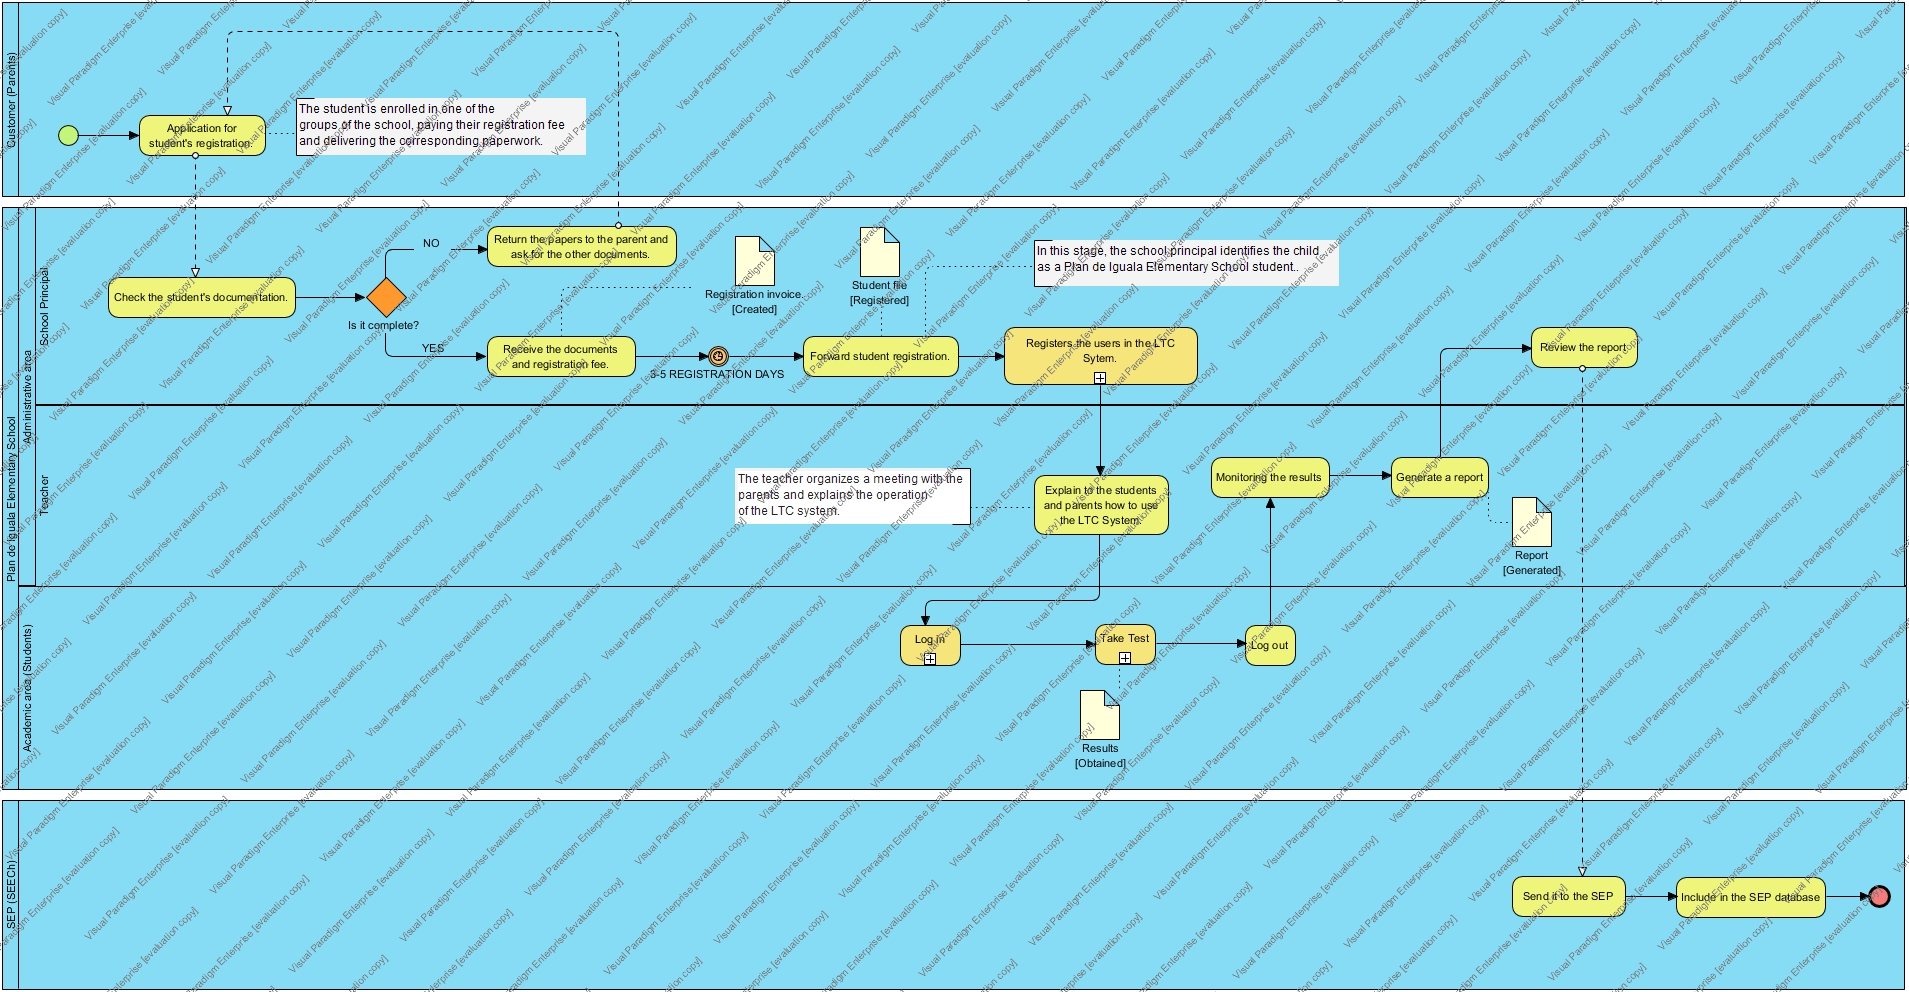 Customer (Parents)
Application for
student's registration.
The student is enrolled in one of the
groups of the school, paying their registration fee
and delivering the corresponding paperwork.
Plan de Iguala Elementary School
Administrative area
School Principal
Check the student's documentation.
Is it complete?
NO
Return the papers to the parent and
ask for the other documents.
YES
Receive the documents
and registration fee.
Registration invoice.
[Created]
3-5 REGISTRATION DAYS
Student file
[Registered]
Forward student registration.
In this stage, the school principal identifies the child
as a Plan de Iguala Elementary School student..
Registers the users in the LTC
Sytem.
Review the report
Teacher
The teacher organizes a meeting with the
parents and explains the operation
of the LTC system.
Explain to the students
and parents how to use
the LTC System
Monitoring the results
Generate a report
Report
[Generated]
Academic area (Students)
Log in
Take Test
Log out
Results
[Obtained]
SEP (SEECh)
Send it to the SEP
Include in the SEP database
Visual Paradigm Enterprise [evaluation copy]